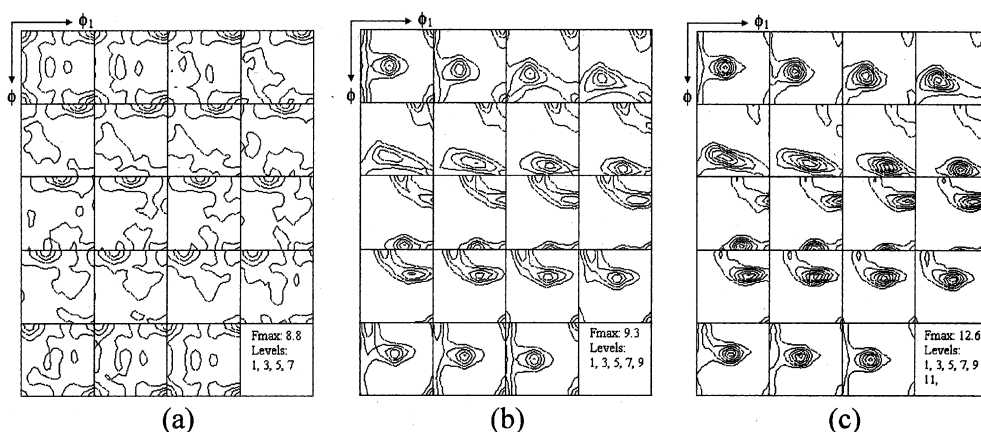 ϕ₁
ϕ
Fmax: 8.8
Levels:
1, 3, 5, 7
(a)
ϕ₁
ϕ
Fmax: 9.3
Levels:
1, 3, 5, 7, 9
(b)
ϕ₁
ϕ
Fmax: 12.6
Levels:
1, 3, 5, 7, 9
11,
(c)